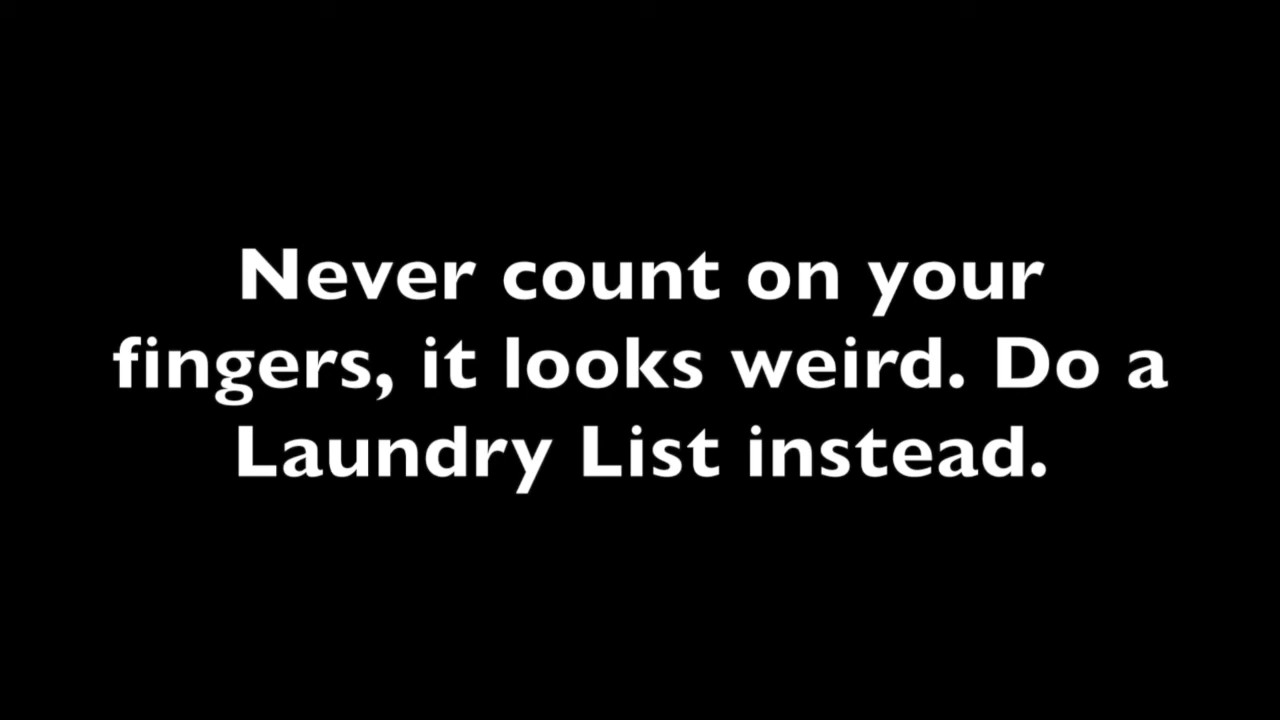 Never count on your
fingers, it looks weird. Do a
Laundry List instead.